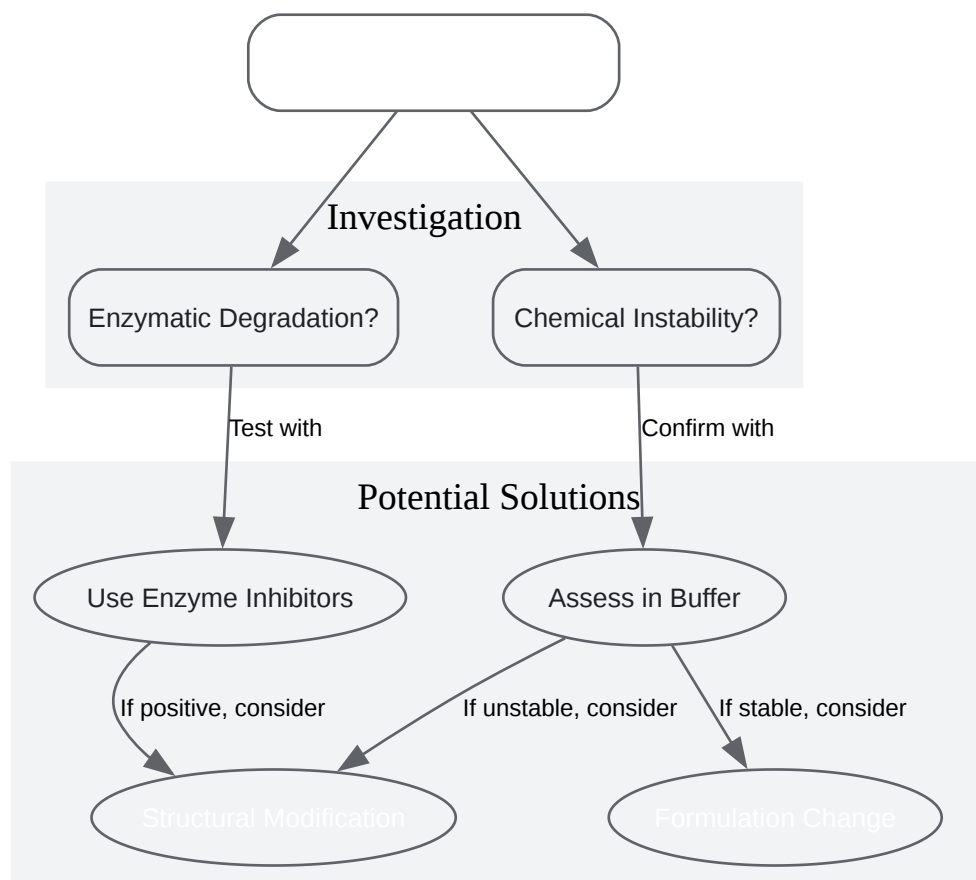 Investigation
Enzymatic Degradation?
Chemical Instability?
Test with
Confirm with
Potential Solutions
Use Enzyme Inhibitors
Assess in Buffer
If positive, consider
If unstable, consider
If stable, consider
Structural Modification
Formulation Change